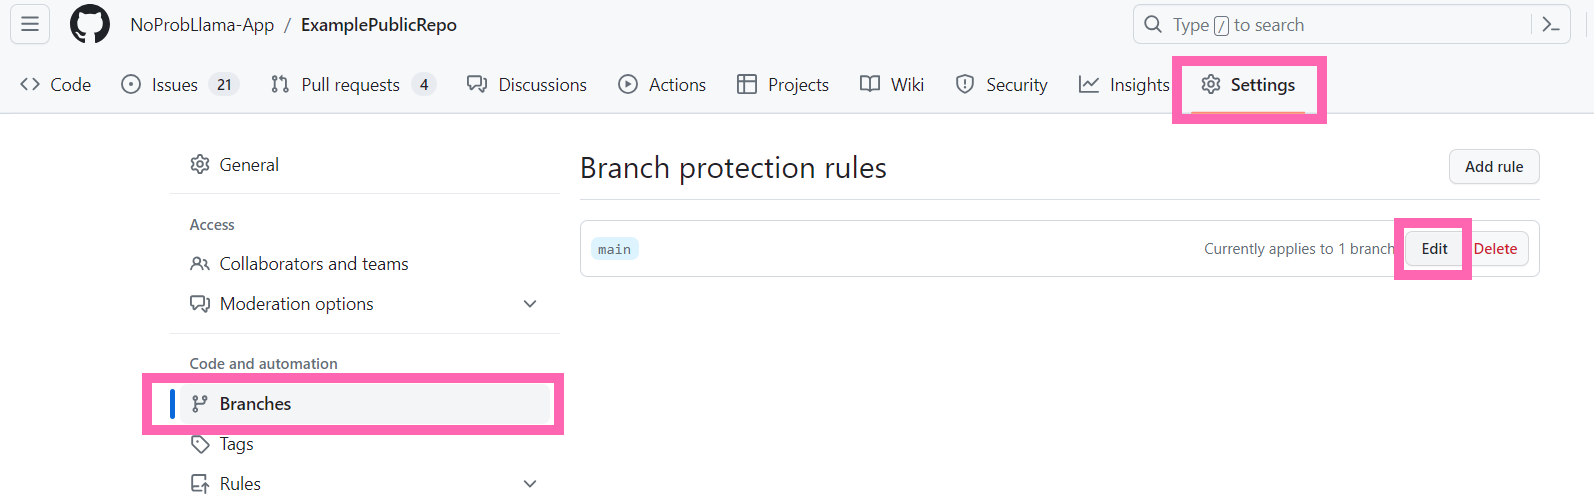 NoProbLlama-App / ExamplePublicRepo
Type / to search
Code
Issues 21
Pull requests 4
Discussions
Actions
Projects
Wiki
Security
Insights
Settings
General
Access
Collaborators and teams
Moderation options
Code and automation
Branches
Tags
Rules
Branch protection rules
Add rule
main
Currently applies to 1 branch
Edit
Delete